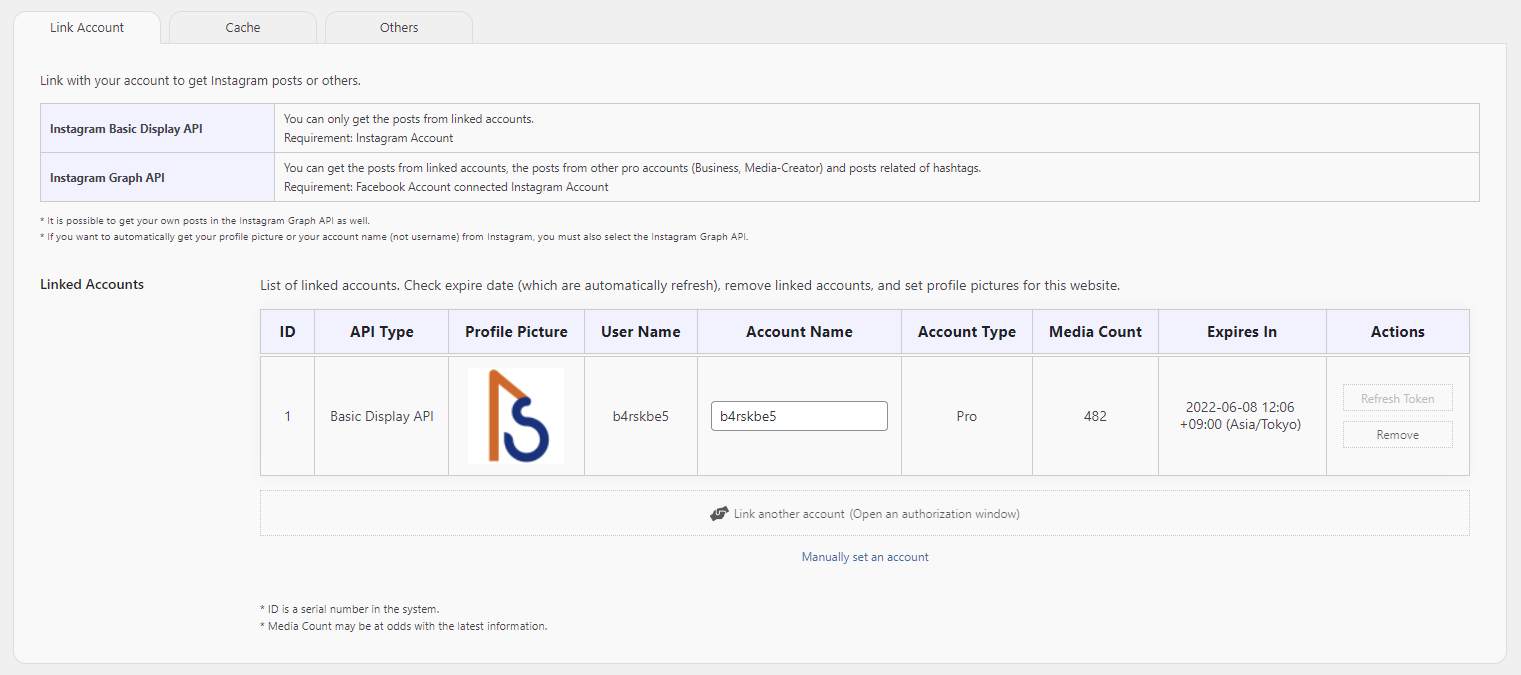 Link Account
Cache
Others
Link with your account to get Instagram posts or others.
Instagram Basic Display API
You can only get the posts from linked accounts.
Requirement: Instagram Account
Instagram Graph API
You can get the posts from linked accounts, the posts from other pro accounts (Business, Media-Creator) and posts related of hashtags.
Requirement: Facebook Account connected Instagram Account
* It is possible to get your own posts in the Instagram Graph API as well.
* If you want to automatically get your profile picture or your account name (not username) from Instagram, you must also select the Instagram Graph API.
Linked Accounts
List of linked accounts. Check expire date (which are automatically refresh), remove linked accounts, and set profile pictures for this website.
ID
API Type
Profile Picture
User Name
Account Name
Account Type
Media Count
Expires In
Actions
1
Basic Display API
b4rskbe5
b4rskbe5
Pro
482
2022-06-08 12:06
+09:00 (Asia/Tokyo)
Refresh Token
Remove
Link another account (Open an authorization window)
Manually set an account
* ID is a serial number in the system.
* Media Count may be at odds with the latest information.